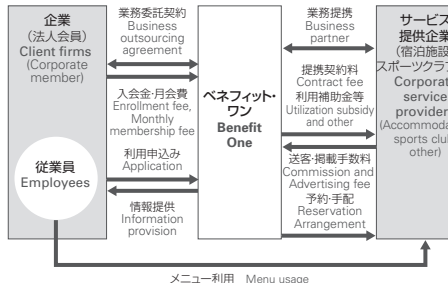 企業
(法人会員)
Client firms
(Corporate
member)
従業員
Employees
業務委託契約
Business
outsourcing
agreement
入会金・月会費
Enrollment fee,
Monthly
membership fee
利用申込み
Application
情報提供
Information
provision
ベネフィット・
ワン
Benefit
One
業務提携
Business
partner
提携契約料
Contract fee
利用補助金等
Utilization subsidy
and other
送客・掲載手数料
Commission and
Advertising fee
予約・手配
Reservation
Arrangement
サービス
提供企業
(宿泊施設
スポーツクラブ
Corporat
service
provider
(Accommoda
sports clu
other)
メニュー利用 Menu usage